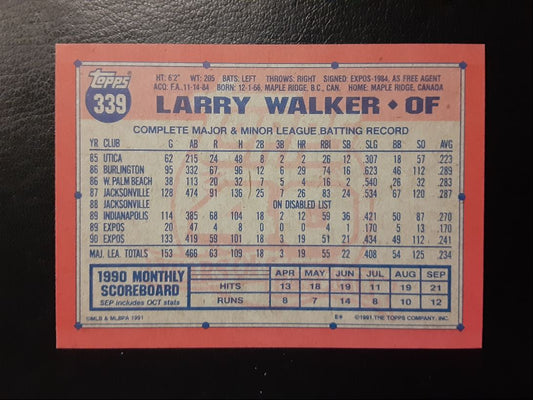 Topps
339
HT: 6'2" WT: 205 BATS: LEFT THROWS: RIGHT SIGNED: EXPOS-1984, AS FREE AGENT
ACQ: F.A., 11-14-84 BORN: 12-1-66, MAPLE RIDGE, B.C., CAN. HOME: MAPLE RIDGE, CANADA
LARRY WALKER • OF
COMPLETE MAJOR & MINOR LEAGUE BATTING RECORD
YR CLUB G AB R H 2B 3B HR RBI SB SLG BB SO AVG
85 UTICA 62 215 24 48 8 2 2 26 12 .307 18 57 .223
86 BURLINGTON 95 332 67 96 12 6 29 74 16 .623 46 112 .289
86 W. PALM BEACH 38 113 20 32 7 5 4 16 2 .540 26 32 .283
87 JACKSONVILLE 128 474 91 136 25 7 26 83 24 .534 67 120 .287
88 JACKSONVILLE ON DISABLED LIST
89 INDIANAPOLIS 114 385 68 104 18 2 12 59 36 .421 50 87 .270
89 EXPOS 20 47 4 8 0 0 0 4 1 .170 5 13 .170
90 EXPOS 133 419 59 101 18 3 19 51 21 .434 49 112 .241
MAJ. LEA. TOTALS 153 466 63 109 18 3 19 55 22 .408 54 125 .234
1990 MONTHLY SCOREBOARD
SEP includes OCT stats
APR MAY JUN JUL AUG SEP
HITS 13 18 19 11 19 21
RUNS 8 7 14 8 10 12
©MLB & MLBPA 1991
E* ©1991 THE TOPPS COMPANY, INC.